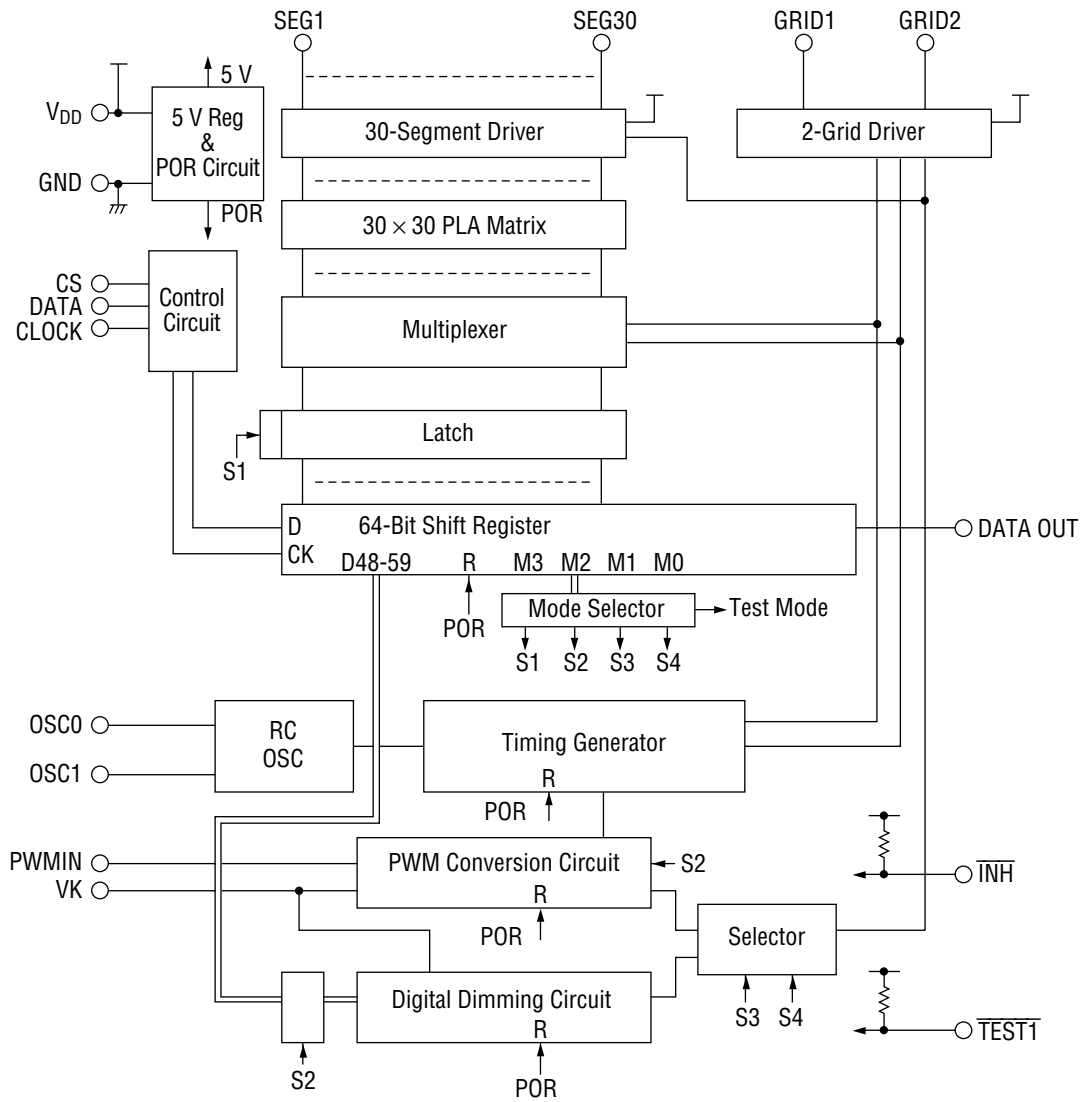 SEG1
SEG30
GRID1
GRID2
5 V
VDD
5 V Reg
&
POR Circuit
30-Segment Driver
2-Grid Driver
GND
POR
30 × 30 PLA Matrix
CS
DATA
CLOCK
Control
Circuit
Multiplexer
Latch
S1
D
64-Bit Shift Register
DATA OUT
CK
D48-59
R
M3
M2
M1
M0
POR
Mode Selector
Test Mode
S1
S2
S3
S4
OSC0
OSC1
RC
OSC
Timing Generator
R
POR
PWMIN
VK
PWM Conversion Circuit
S2
R
POR
INH
Selector
S3
S4
Digital Dimming Circuit
R
TEST1
S2
POR